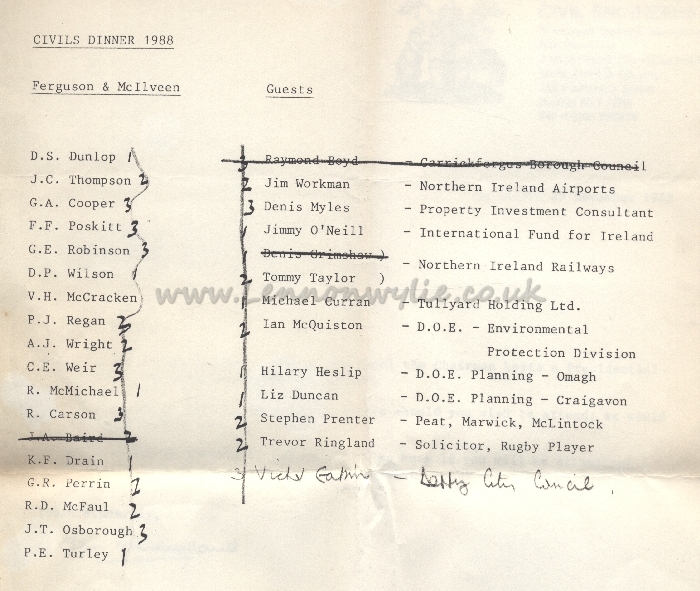 CIVILS DINNER 1988
Ferguson & McIlveen
Guests
D.S. Dunlop 1
J.C. Thompson 2
G.A. Cooper 3
F.F. Poskitt 3
G.E. Robinson 3
D.P. Wilson 1
V.H. McCracken
P.J. Regan 2
A.J. Wright 2
C.E. Weir 3
R. McMichael 1
R. Carson 3
J.A. Baird 2
K.F. Drain 1
G.R. Perrin 2
R.D. McFaul 2
J.T. Osborough 3
P.E. Turley 1
3 Raymond Boyd - Carrickfergus Borough Council
2 Jim Workman - Northern Ireland Airports
3 Denis Myles - Property Investment Consultant
1 Jimmy O'Neill - International Fund for Ireland
1 Denis Grimshaw )
- Northern Ireland Railways
2 Tommy Taylor )
1 Michael Curran - Tullyard Holding Ltd.
2 Ian McQuiston - D.O.E. - Environmental
Protection Division
1 Hilary Heslip - D.O.E. Planning - Omagh
1 Liz Duncan - D.O.E. Planning - Craigavon
2 Stephen Prenter - Peat, Marwick, McLintock
2 Trevor Ringland - Solicitor, Rugby Player
3 - Derry City Council.
www.Lennonwylie.co.uk